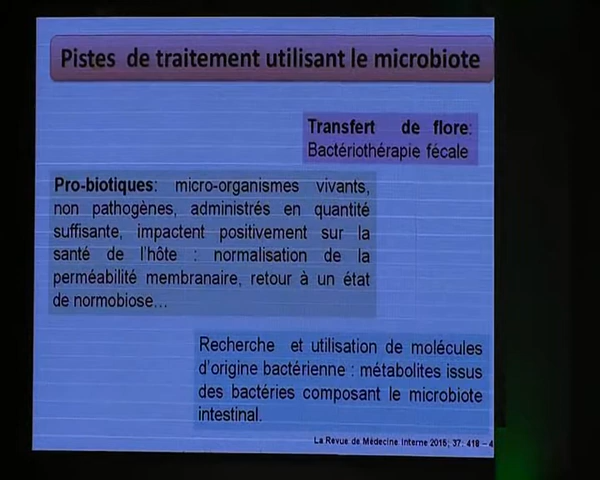 Pistes de traitement utilisant le microbiote
Transfert de flore:
Bactériothérapie fécale
Pro-biotiques: micro-organismes vivants,
non pathogènes, administrés en quantité
suffisante, impactent positivement sur la
santé de l'hôte : normalisation de la
perméabilité membranaire, retour à un état
de normobiose...
Recherche et utilisation de molécules
d'origine bactérienne : métabolites issus
des bactéries composant le microbiote
intestinal.
La Revue de Médecine Interne 2015; 37: 418 – 4